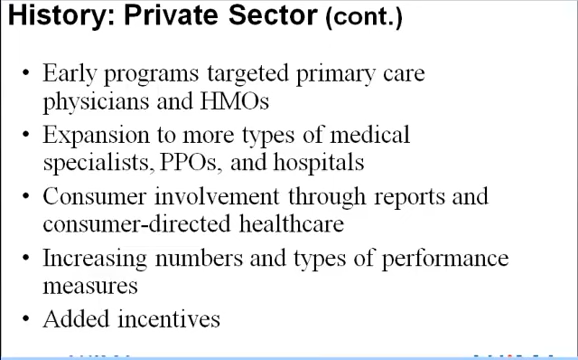 History: Private Sector (cont.)
• Early programs targeted primary care
physicians and HMOs
• Expansion to more types of medical
specialists, PPOs, and hospitals
• Consumer involvement through reports and
consumer-directed healthcare
• Increasing numbers and types of performance
measures
• Added incentives